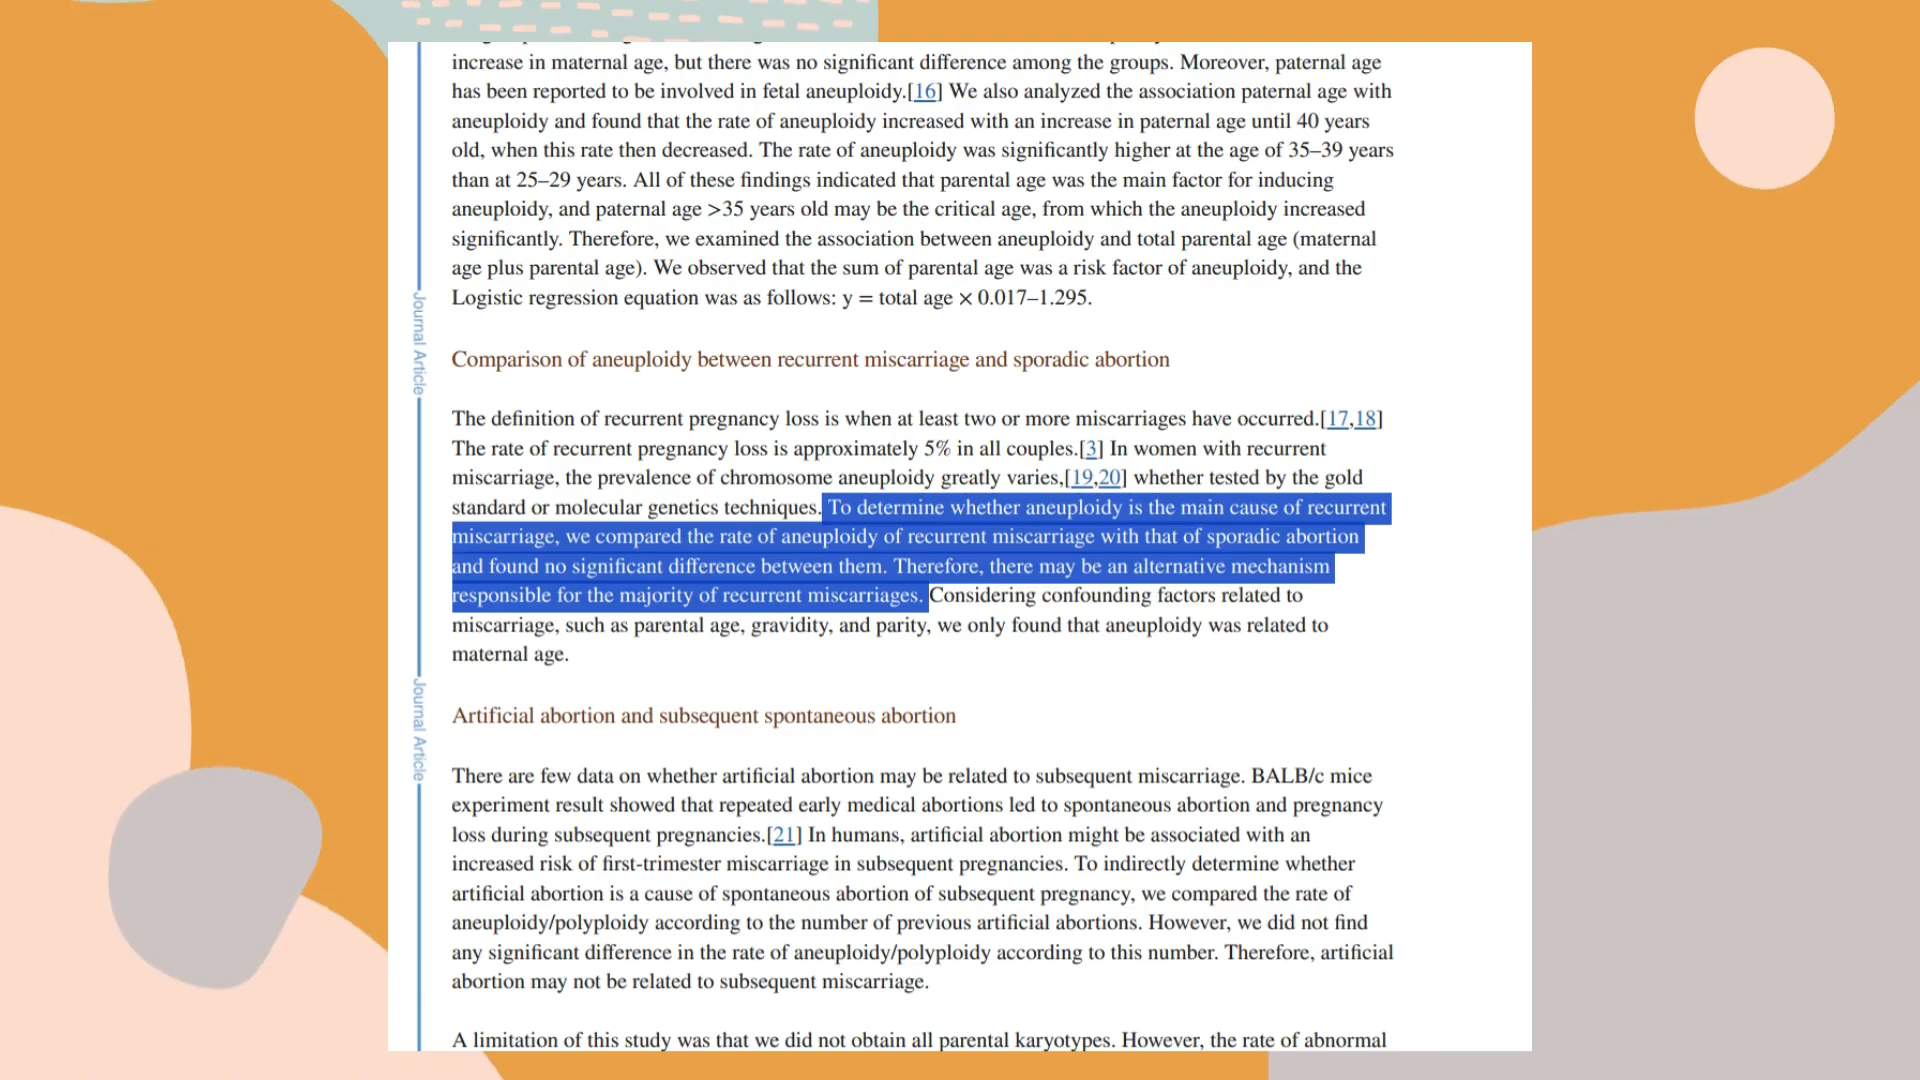 increase in maternal age, but there was no significant difference among the groups. Moreover, paternal age
has been reported to be involved in fetal aneuploidy.[16] We also analyzed the association paternal age with
aneuploidy and found that the rate of aneuploidy increased with an increase in paternal age until 40 years
old, when this rate then decreased. The rate of aneuploidy was significantly higher at the age of 35–39 years
than at 25–29 years. All of these findings indicated that parental age was the main factor for inducing
aneuploidy, and paternal age >35 years old may be the critical age, from which the aneuploidy increased
significantly. Therefore, we examined the association between aneuploidy and total parental age (maternal
age plus parental age). We observed that the sum of parental age was a risk factor of aneuploidy, and the
Logistic regression equation was as follows: y = total age × 0.017–1.295.
Journal Article
Comparison of aneuploidy between recurrent miscarriage and sporadic abortion
The definition of recurrent pregnancy loss is when at least two or more miscarriages have occurred.[17,18]
The rate of recurrent pregnancy loss is approximately 5% in all couples.[3] In women with recurrent
miscarriage, the prevalence of chromosome aneuploidy greatly varies,[19,20] whether tested by the gold
standard or molecular genetics techniques. To determine whether aneuploidy is the main cause of recurrent
miscarriage, we compared the rate of aneuploidy of recurrent miscarriage with that of sporadic abortion
and found no significant difference between them. Therefore, there may be an alternative mechanism
responsible for the majority of recurrent miscarriages. Considering confounding factors related to
miscarriage, such as parental age, gravidity, and parity, we only found that aneuploidy was related to
maternal age.
Journal Article
Artificial abortion and subsequent spontaneous abortion
There are few data on whether artificial abortion may be related to subsequent miscarriage. BALB/c mice
experiment result showed that repeated early medical abortions led to spontaneous abortion and pregnancy
loss during subsequent pregnancies.[21] In humans, artificial abortion might be associated with an
increased risk of first-trimester miscarriage in subsequent pregnancies. To indirectly determine whether
artificial abortion is a cause of spontaneous abortion of subsequent pregnancy, we compared the rate of
aneuploidy/polyploidy according to the number of previous artificial abortions. However, we did not find
any significant difference in the rate of aneuploidy/polyploidy according to this number. Therefore, artificial
abortion may not be related to subsequent miscarriage.
A limitation of this study was that we did not obtain all parental karyotypes. However, the rate of abnormal